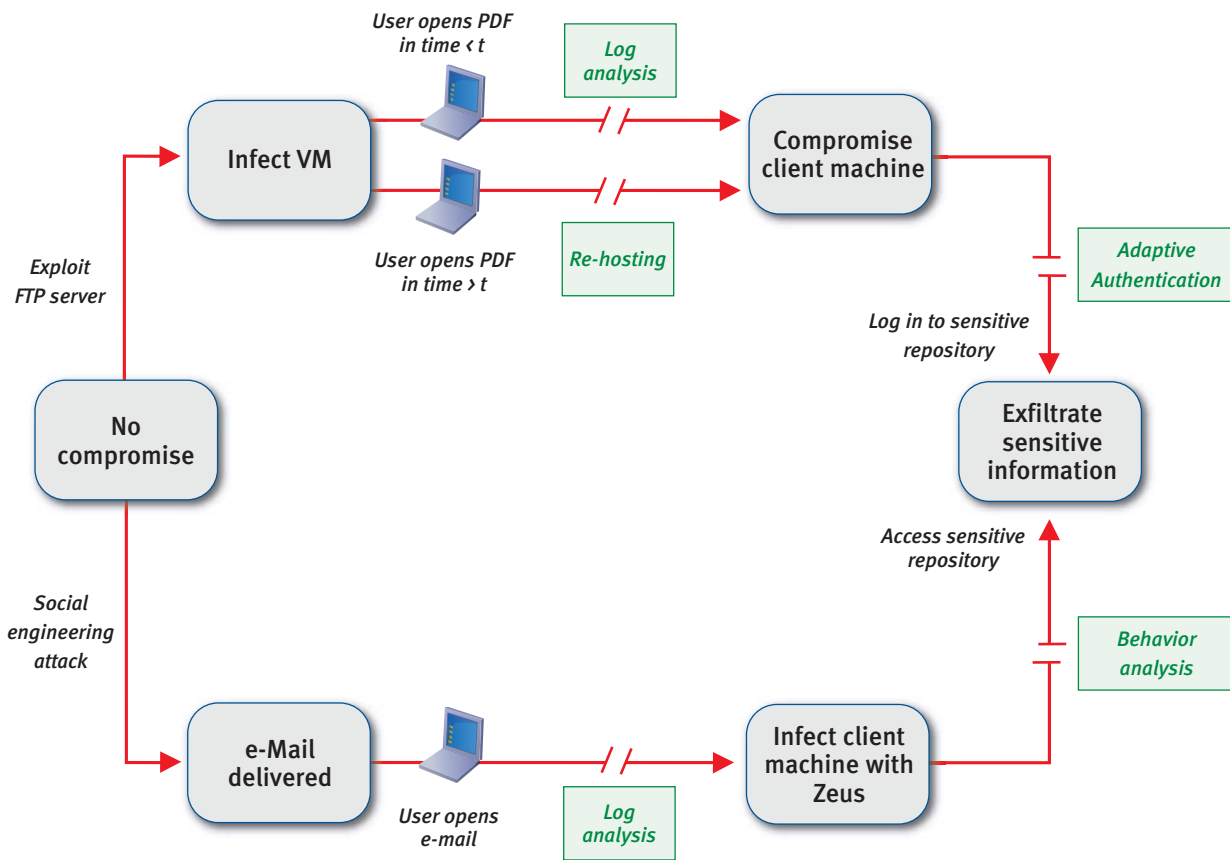 User opens PDF
in time < t
Log
analysis
Infect VM
Compromise
client machine
User opens PDF
in time > t
Re-hosting
Exploit
FTP server
Adaptive
Authentication
Log in to sensitive
repository
No
compromise
Exfiltrate
sensitive
information
Access sensitive
repository
Social
engineering
attack
Behavior
analysis
e-Mail
delivered
Infect client
machine with
Zeus
User opens
e-mail
Log
analysis